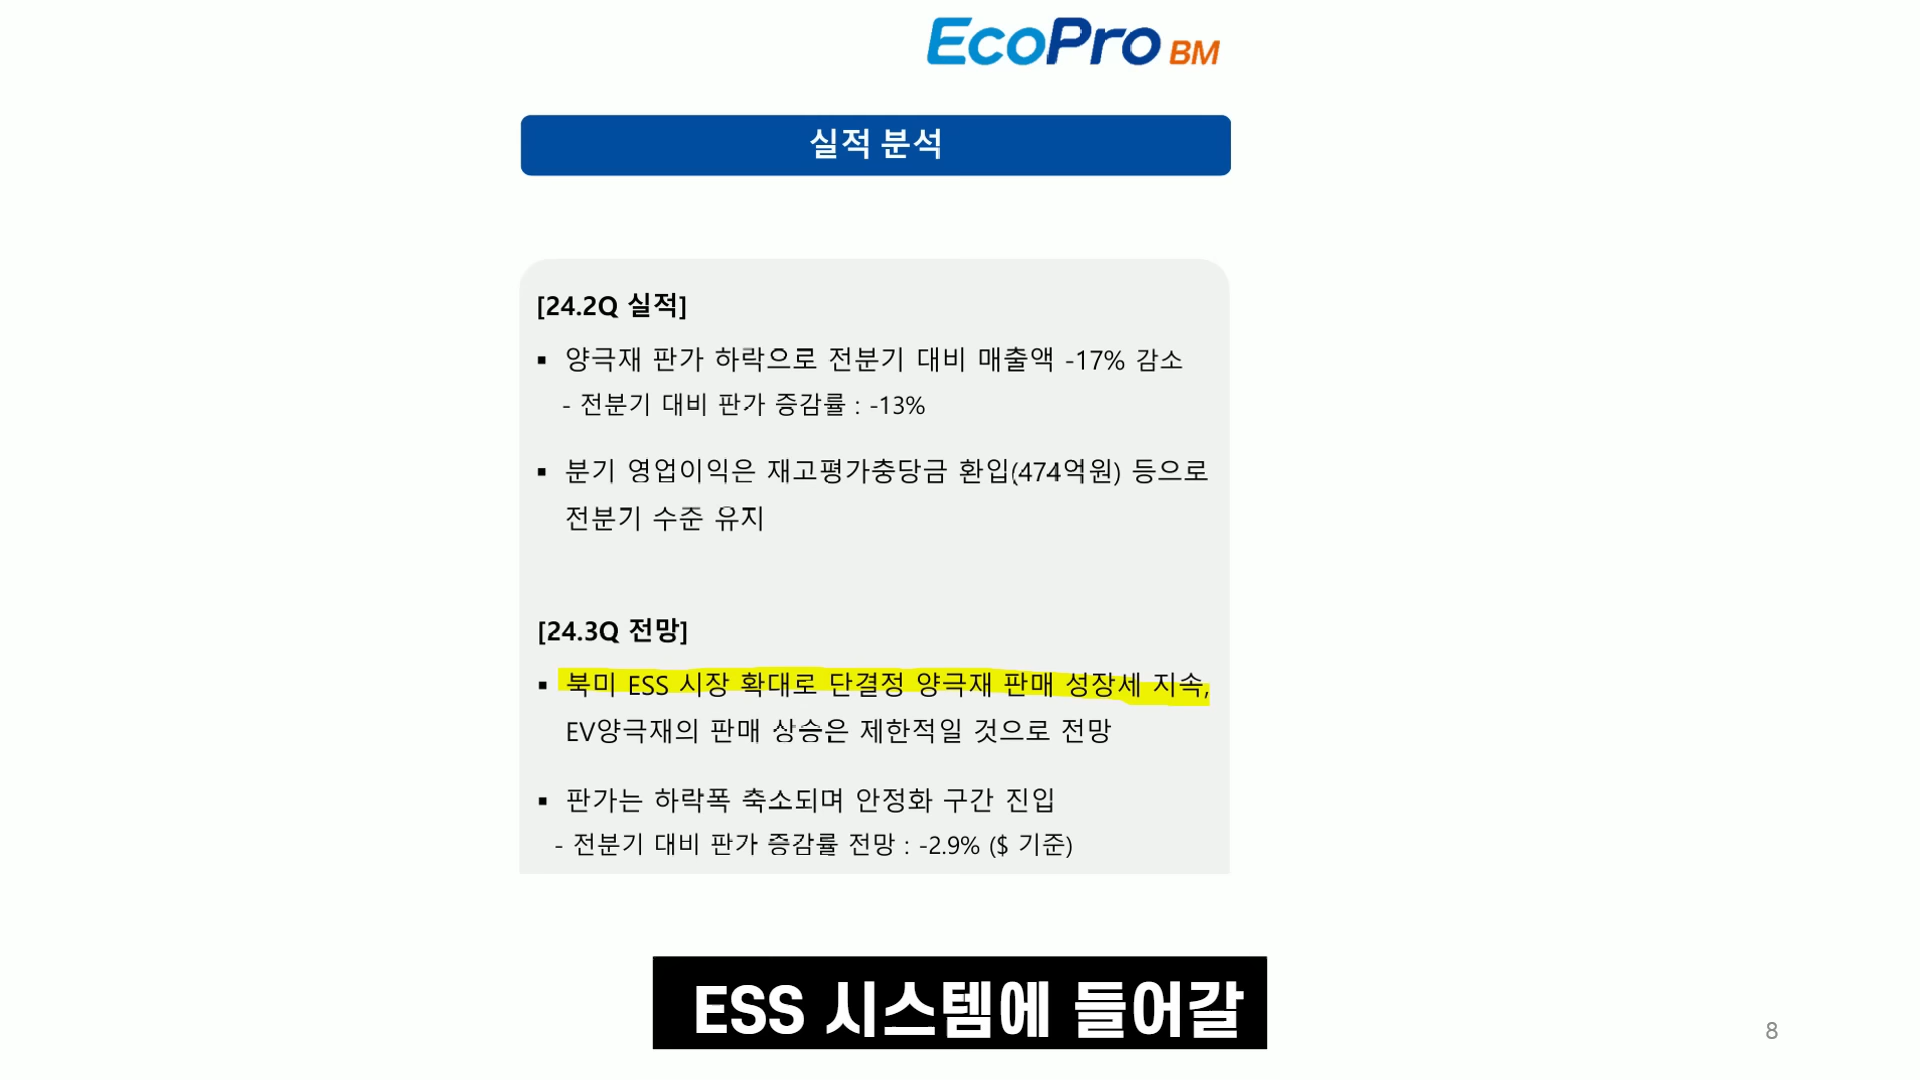 EcoPro BM
실적 분석
[24.2Q 실적]
▪ 양극재 판가 하락으로 전분기 대비 매출액 -17% 감소
- 전분기 대비 판가 증감률 : -13%
▪ 분기 영업이익은 재고평가충당금 환입(474억원) 등으로
전분기 수준 유지
[24.3Q 전망]
▪ 북미 ESS 시장 확대로 단결정 양극재 판매 성장세 지속,
EV양극재의 판매 상승은 제한적일 것으로 전망
▪ 판가는 하락폭 축소되며 안정화 구간 진입
- 전분기 대비 판가 증감률 전망 : -2.9% ($ 기준)
ESS 시스템에 들어갈
8